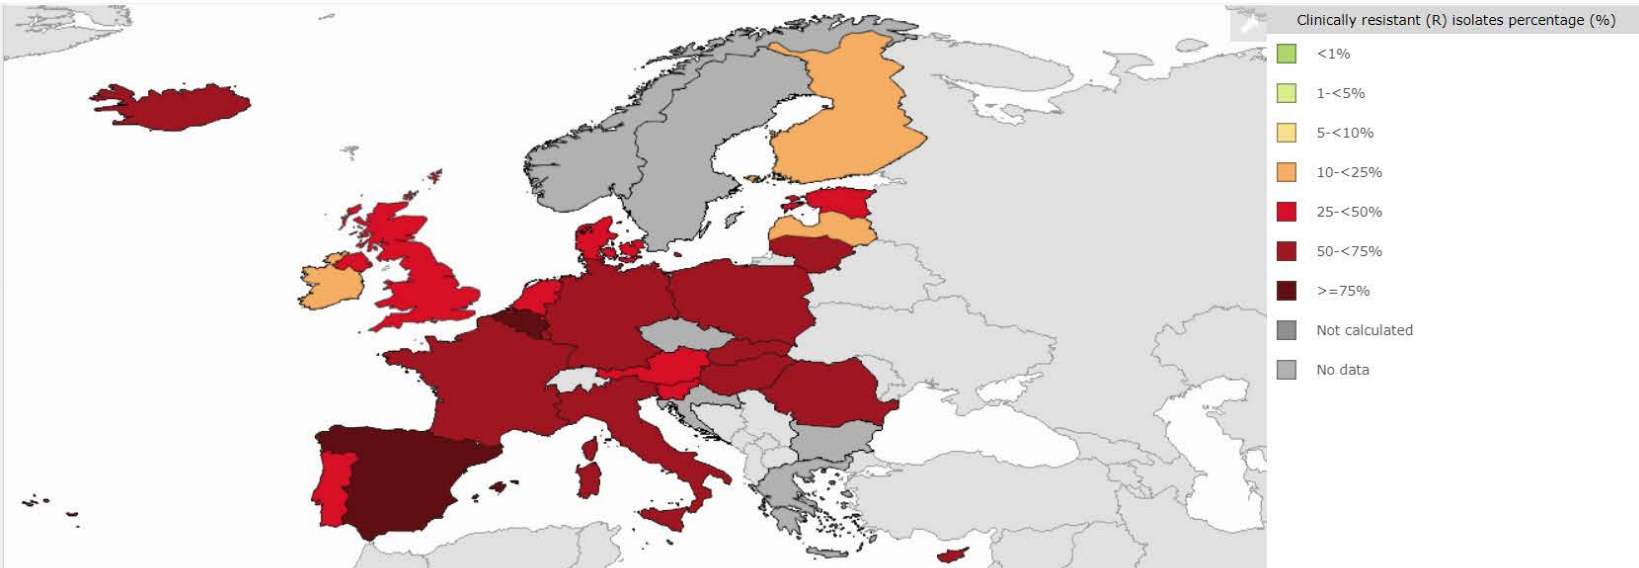 Clinically resistant (R) isolates percentage (%)
<1%
1-<5%
5-<10%
10-<25%
25-<50%
50-<75%
>=75%
Not calculated
No data